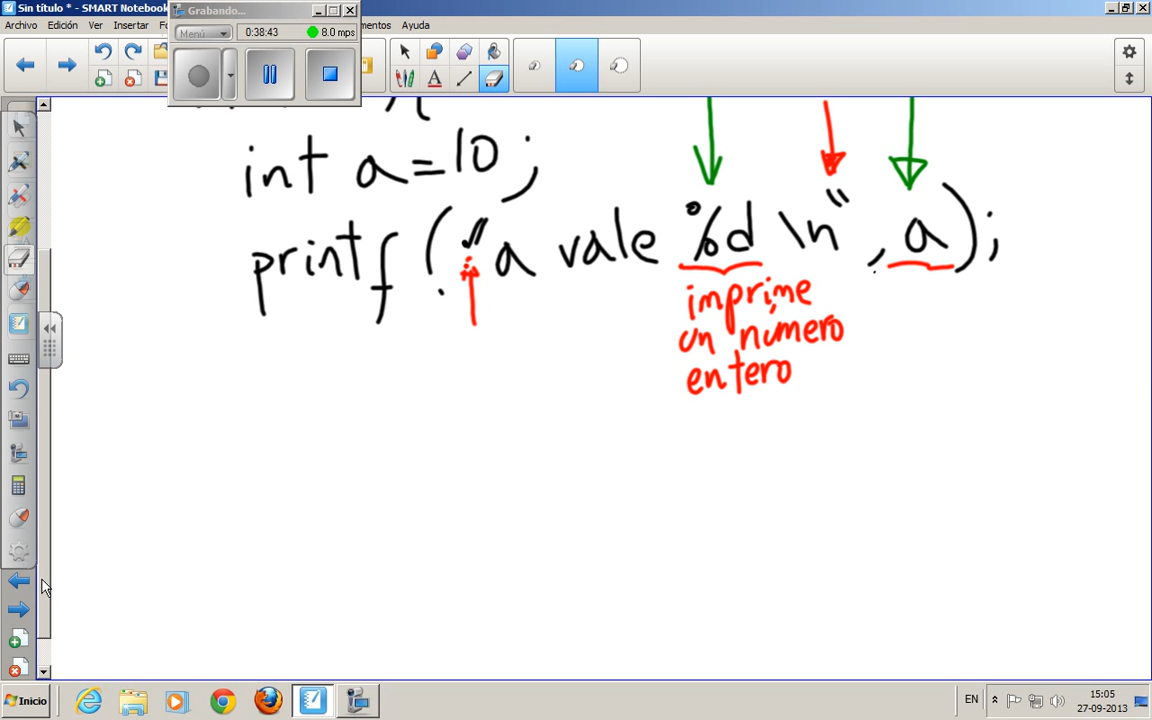 Sin título * - SMART Notebook
Grabando...
Archivo Edición Ver Insertar
Ayuda
Menú
0:38:43
8.0 mps
int a=10;
printf ("a vale %d \n", a);
imprime
un número
entero
Inicio
EN
15:05
27-09-2013